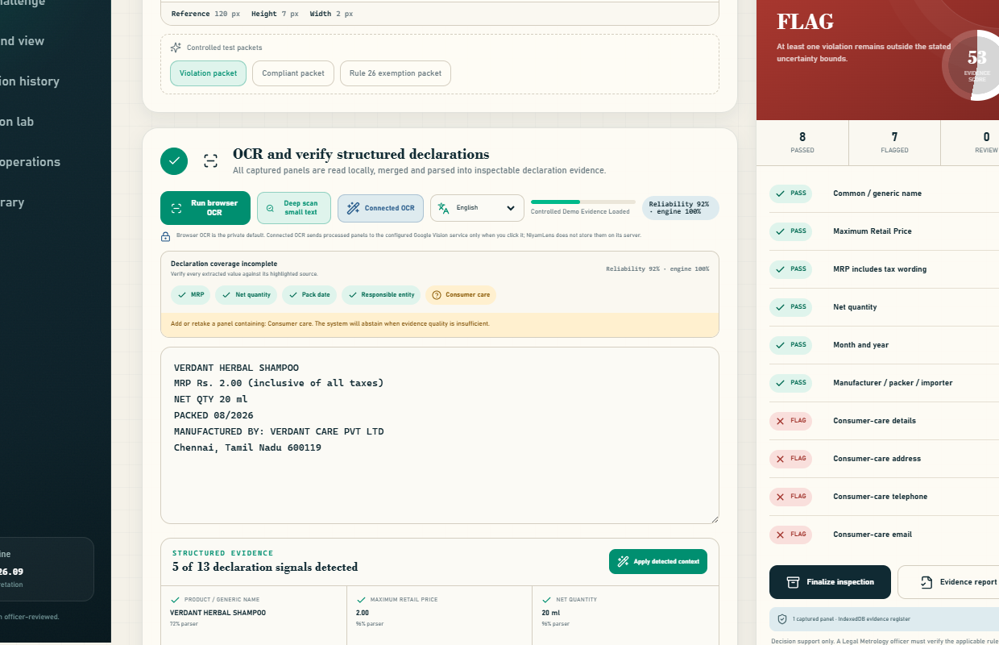 allenge
nd view
ion history
on lab
operations
rary
ine
26.09
retation
n officer-reviewed.
Reference 120 px Height 7 px Width 2 px
Controlled test packets
Violation packet
Compliant packet
Rule 26 exemption packet
OCR and verify structured declarations
All captured panels are read locally, merged and parsed into inspectable declaration evidence.
Run browser
OCR
Deep scan
small text
Connected OCR
English
Controlled Demo Evidence Loaded
Reliability 92%
· engine 100%
Browser OCR is the private default. Connected OCR sends processed panels to the configured Google Vision service only when you click it; NiyamLens does not store them on its server.
Declaration coverage incomplete
Verify every extracted value against its highlighted source.
Reliability 92% · engine 100%
MRP
Net quantity
Pack date
Responsible entity
Consumer care
Add or retake a panel containing: Consumer care. The system will abstain when evidence quality is insufficient.
VERDANT HERBAL SHAMPOO
MRP Rs. 2.00 (inclusive of all taxes)
NET QTY 20 ml
PACKED 08/2026
MANUFACTURED BY: VERDANT CARE PVT LTD
Chennai, Tamil Nadu 600119
STRUCTURED EVIDENCE
5 of 13 declaration signals detected
Apply detected context
PRODUCT / GENERIC NAME
VERDANT HERBAL SHAMPOO
72% parser
MAXIMUM RETAIL PRICE
2.00
96% parser
NET QUANTITY
20 ml
96% parser
FLAG
At least one violation remains outside the stated
uncertainty bounds.
53
EVIDENCE
SCORE
8
PASSED
7
FLAGGED
0
REVIEW
PASS Common / generic name
PASS Maximum Retail Price
PASS MRP includes tax wording
PASS Net quantity
PASS Month and year
PASS Manufacturer / packer / importer
FLAG Consumer-care details
FLAG Consumer-care address
FLAG Consumer-care telephone
FLAG Consumer-care email
Finalize inspection
Evidence report
1 captured panel · IndexedDB evidence register
Decision support only. A Legal Metrology officer must verify the applicable rule